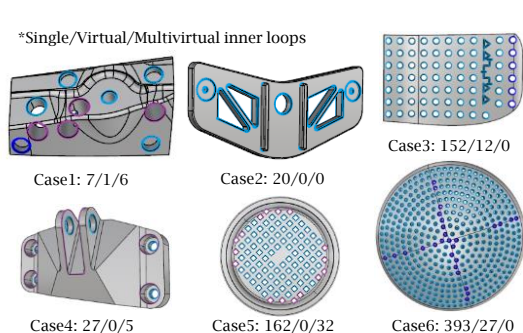 *Single/Virtual/Multivirtual inner loops
Case1: 7/1/6
Case2: 20/0/0
Case3: 152/12/0
Case4: 27/0/5
Case5: 162/0/32
Case6: 393/27/0